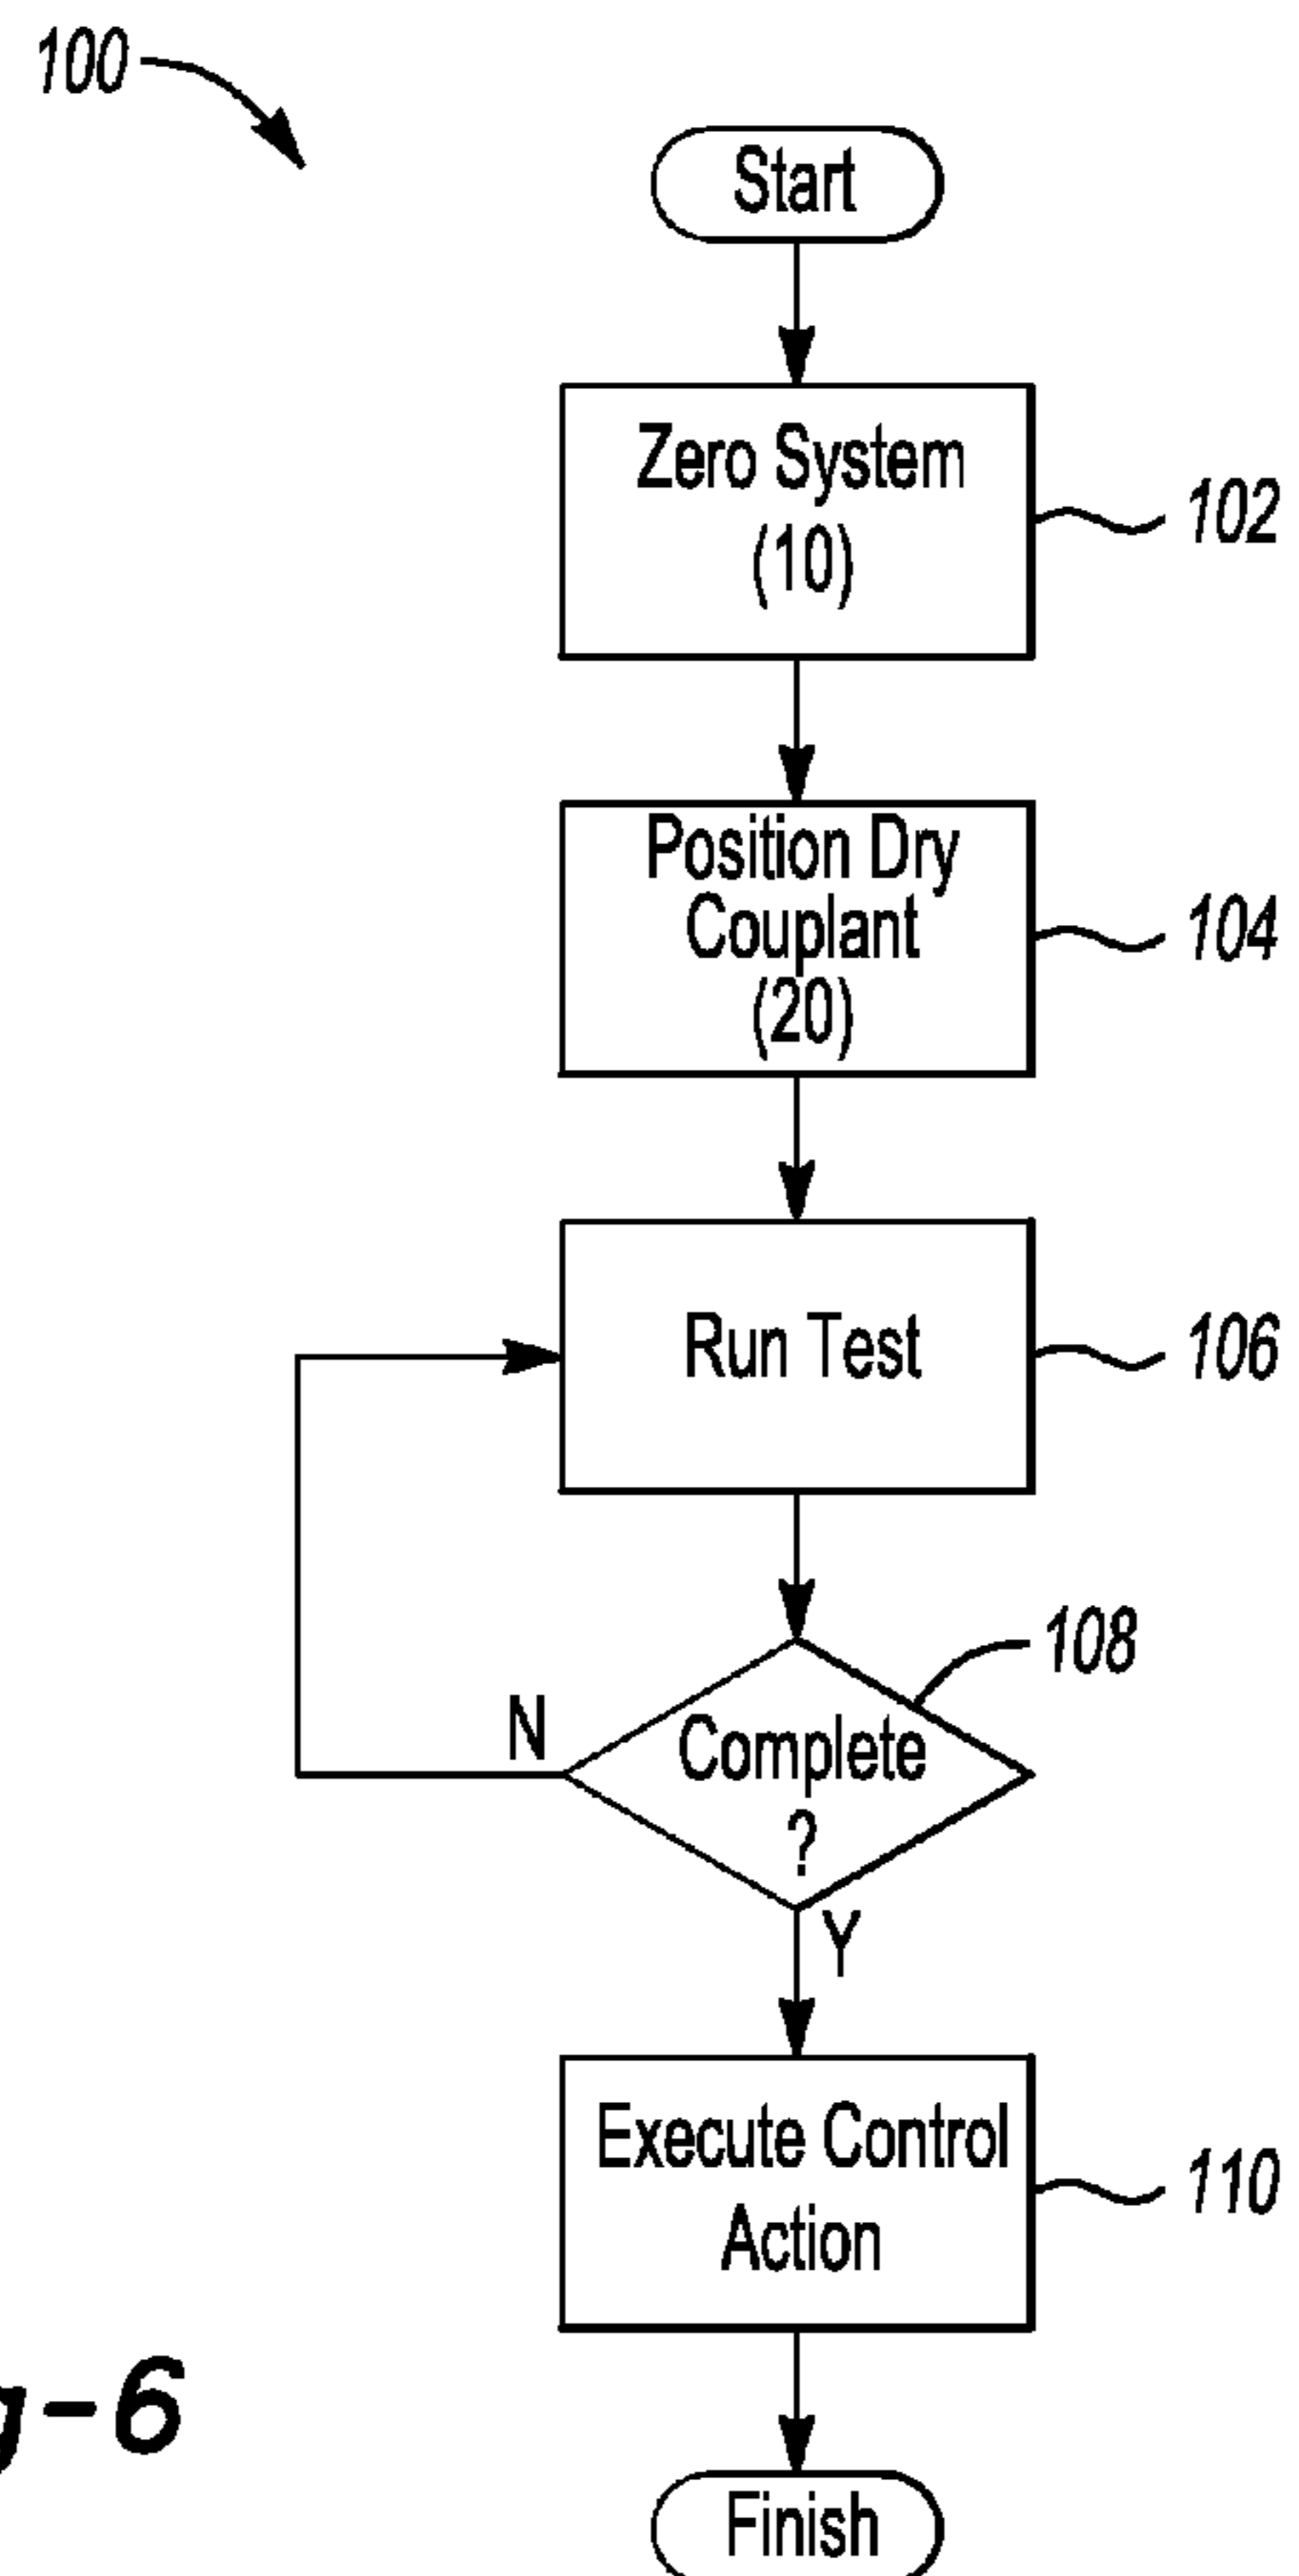 100
Start
Zero System
(10)
102
Position Dry
Couplant
(20)
104
Run Test
106
108
N
Complete
?
Y
Execute Control
Action
110
g-6
Finish